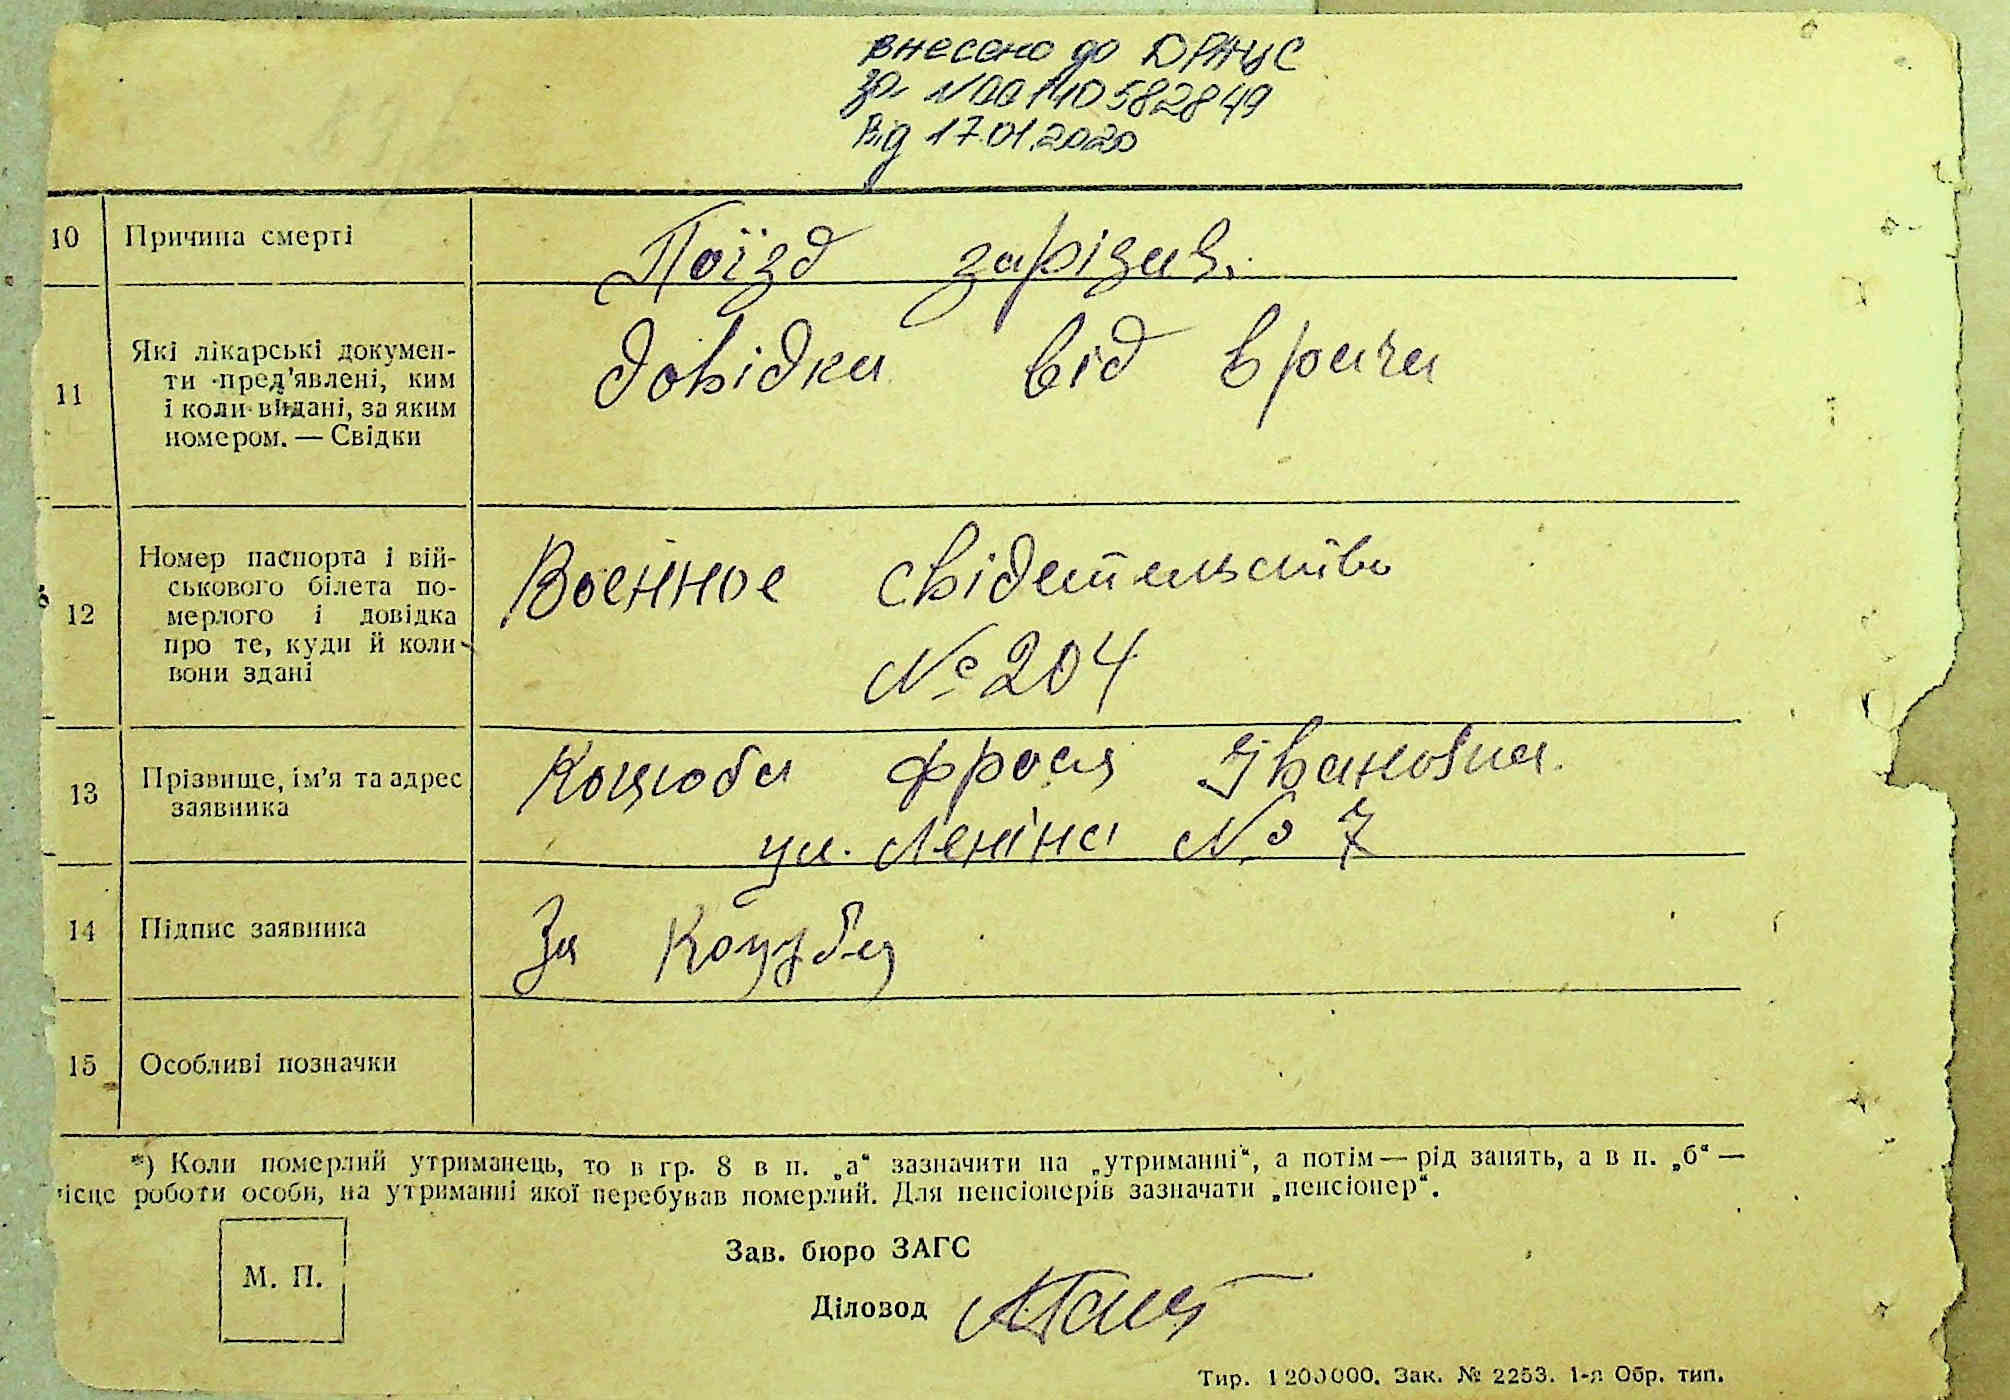 внесено до ДРАЦС
за №00140582849
від 17.01.2020
10 Причина смерті
Поїзд зарізав.
11 Які лікарські докумен-
ти пред'явлені, ким
і коли видані, за яким
номером. — Свідки
Довідка від врача
12 Номер паспорта і вій-
ськового білета по-
мерлого і довідка
про те, куди й коли
вони здані
Военное свідетельство
№ 204
13 Прізвище, ім'я та адрес
заявника
Коцюба Фрося Івановна.
ул. Леніна № 7
14 Підпис заявника
За Коцубу
15 Особливі позначки
*) Коли померлий утриманець, то в гр. 8 в п. „а“ зазначити на „утриманні“, а потім — рід занять, а в п. „б“ —
місце роботи особи, на утриманні якої перебував померлий. Для пенсіонерів зазначати „пенсіонер“.
М. П.
Зав. бюро ЗАГС
Діловод
Тир. 1200000. Зак. № 2253. 1-а Обр. тип.